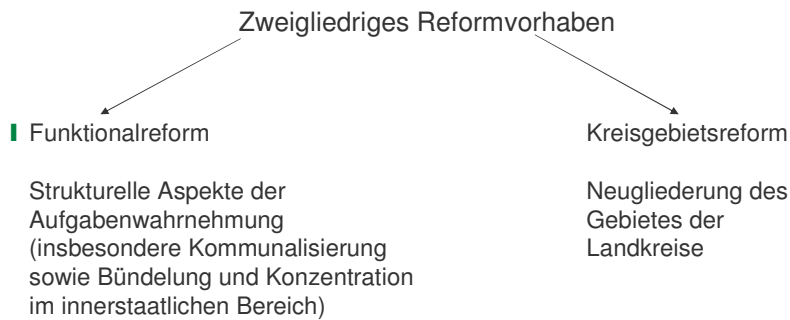 Zweigliedriges Reformvorhaben
Funktionalreform
Strukturelle Aspekte der
Aufgabenwahrnehmung
(insbesondere Kommunalisierung
sowie Bündelung und Konzentration
im innerstaatlichen Bereich)
Kreisgebietsreform
Neugliederung des
Gebietes der
Landkreise